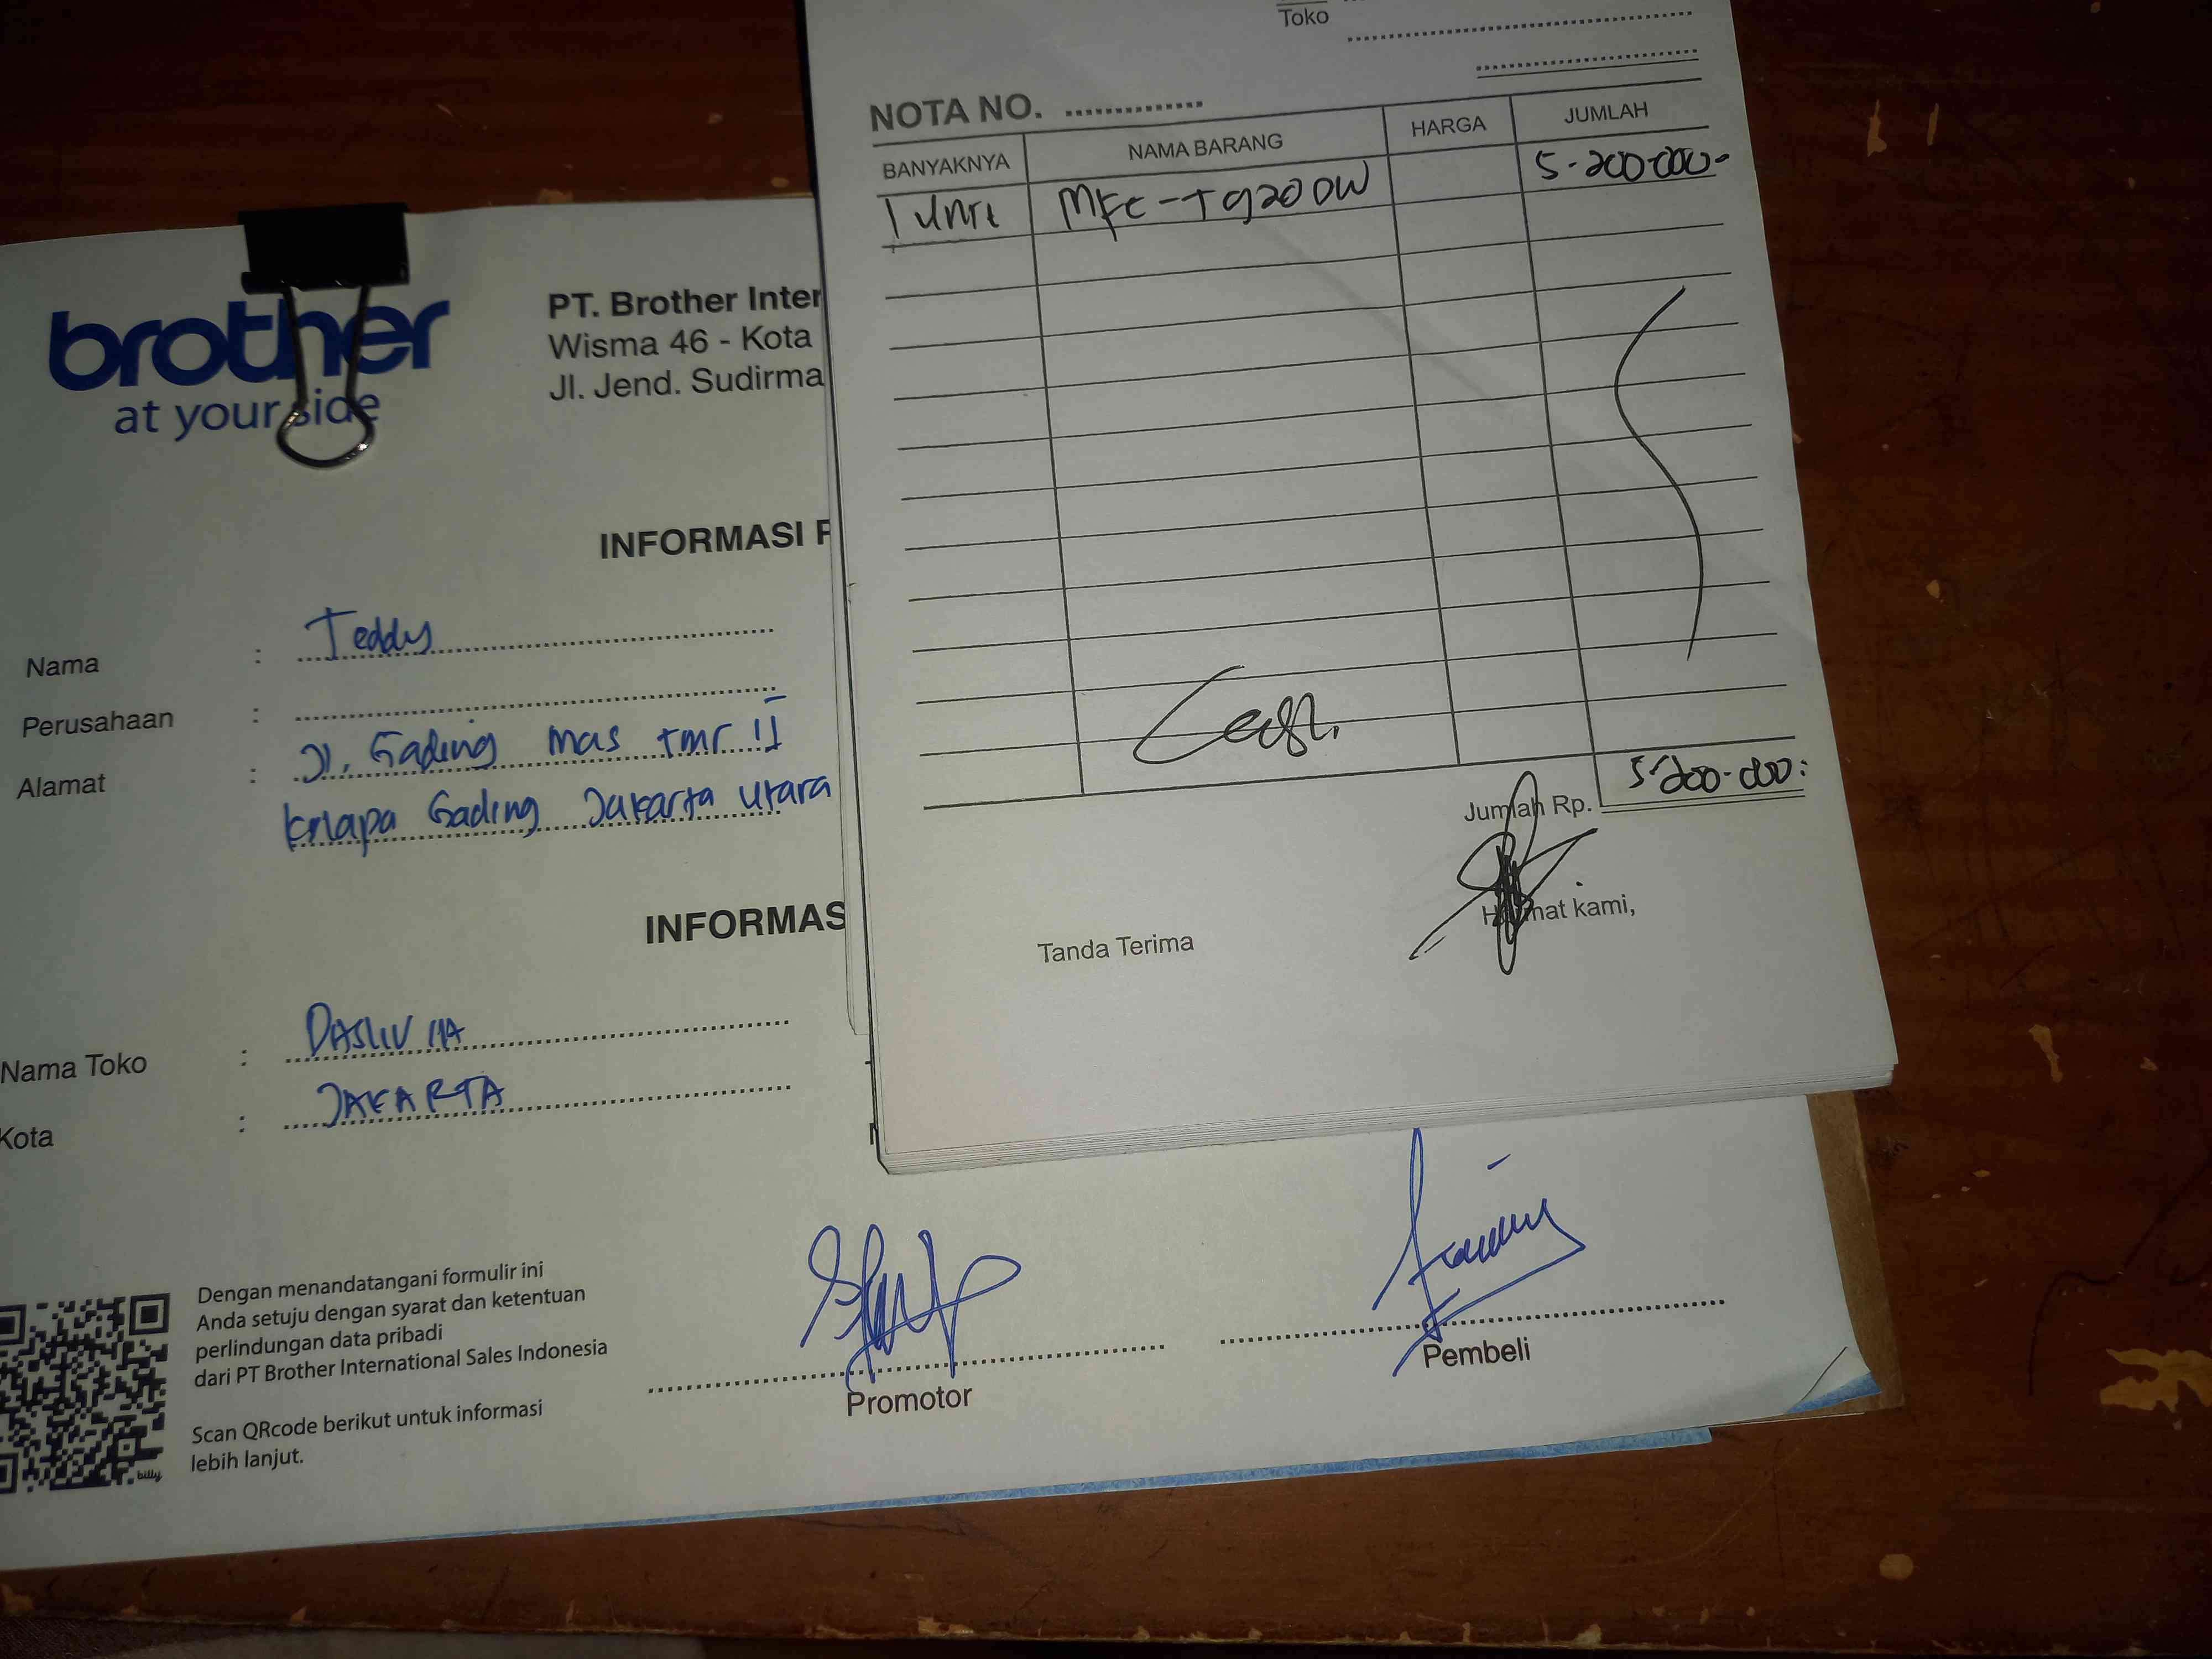 Toko
NOTA NO.
BANYAKNYA NAMA BARANG HARGA JUMLAH
1 Unit MFC-T920DW 5.200.000.-
Cash.
Jumlah Rp. 5.200.000.-
Tanda Terima
Hormat kami,
brother
at your side
PT. Brother Inter
Wisma 46 - Kota
Jl. Jend. Sudirma
INFORMASI P
Nama : Teddy
Perusahaan :
Alamat : Jl. Gading Mas tmr II
Kelapa Gading Jakarta Utara
INFORMAS
Nama Toko :
Kota : JAKARTA
Dengan menandatangani formulir ini
Anda setuju dengan syarat dan ketentuan
perlindungan data pribadi
dari PT Brother International Sales Indonesia
Scan QRcode berikut untuk informasi
lebih lanjut.
billy
Promotor
Pembeli